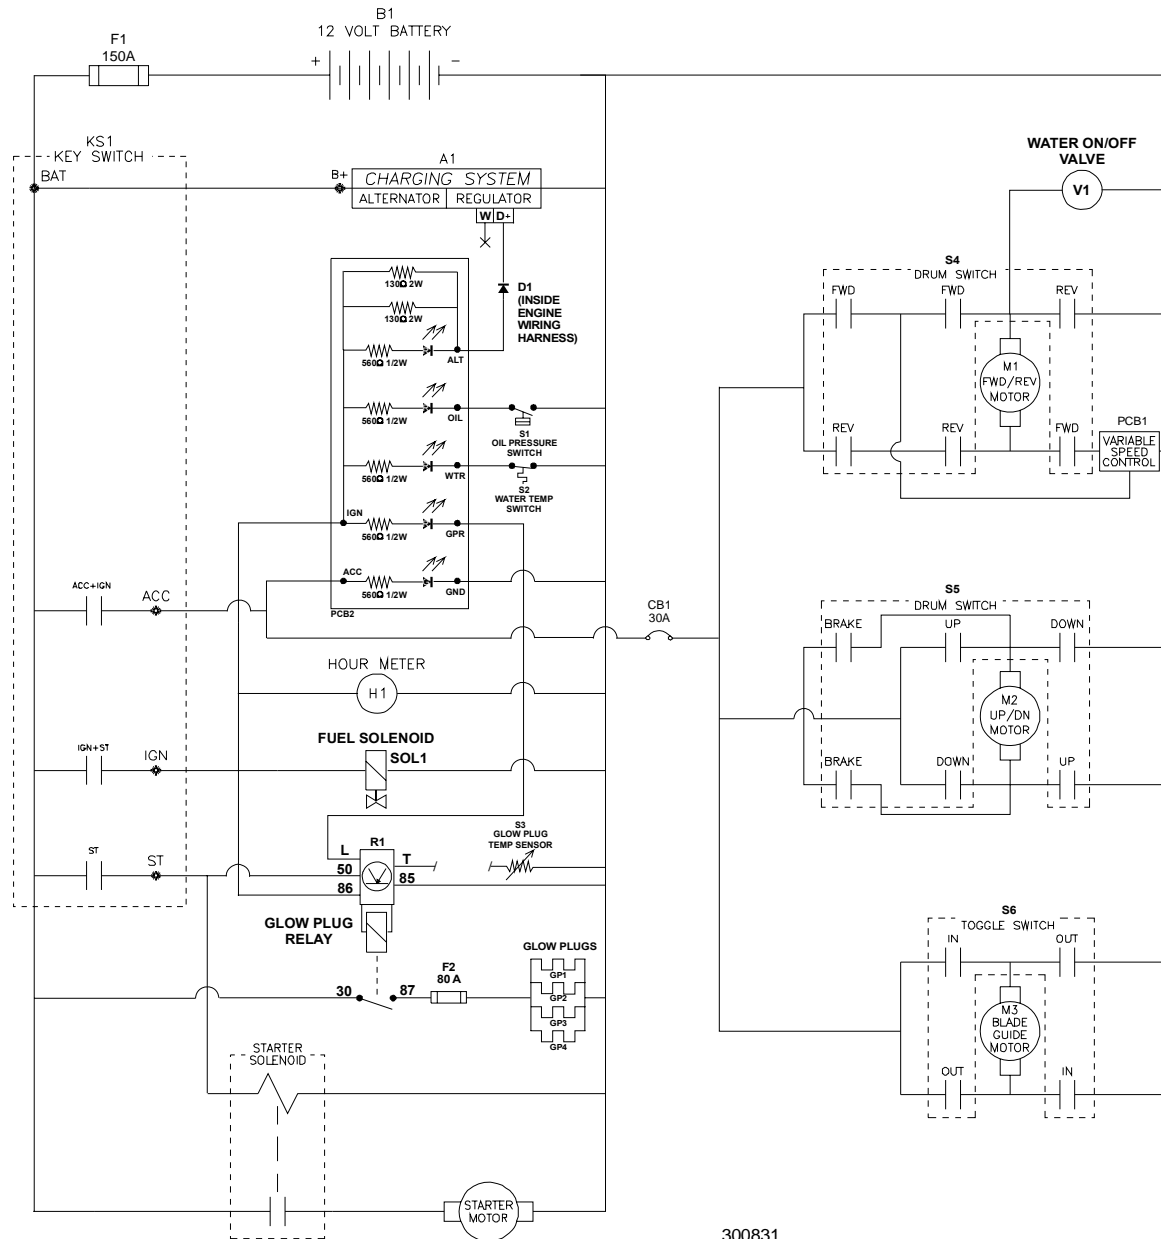 B1
12 VOLT BATTERY
F1
150A
+
−
KS1
KEY SWITCH
BAT
B+
A1
CHARGING SYSTEM
ALTERNATOR
REGULATOR
W
D+
WATER ON/OFF
VALVE
V1
130Ω 2W
130Ω 2W
D1
(INSIDE
ENGINE
WIRING
HARNESS)
560Ω 1/2W
ALT
560Ω 1/2W
OIL
S1
OIL PRESSURE
SWITCH
560Ω 1/2W
WTR
S2
WATER TEMP
SWITCH
IGN
560Ω 1/2W
GPR
ACC
560Ω 1/2W
GND
PCB2
S4
DRUM SWITCH
FWD
FWD
REV
M1
FWD/REV
MOTOR
REV
REV
FWD
PCB1
VARIABLE
SPEED
CONTROL
ACC+IGN
ACC
CB1
30A
S5
DRUM SWITCH
BRAKE
UP
DOWN
M2
UP/DN
MOTOR
BRAKE
DOWN
UP
HOUR METER
H1
FUEL SOLENOID
SOL1
IGN+ST
IGN
S3
GLOW PLUG
TEMP SENSOR
ST
ST
R1
L
50
86
T
85
GLOW PLUG
RELAY
30
87
F2
80 A
GLOW PLUGS
GP1
GP2
GP3
GP4
S6
TOGGLE SWITCH
IN
OUT
M3
BLADE
GUIDE
MOTOR
OUT
IN
STARTER
SOLENOID
STARTER
MOTOR
300831